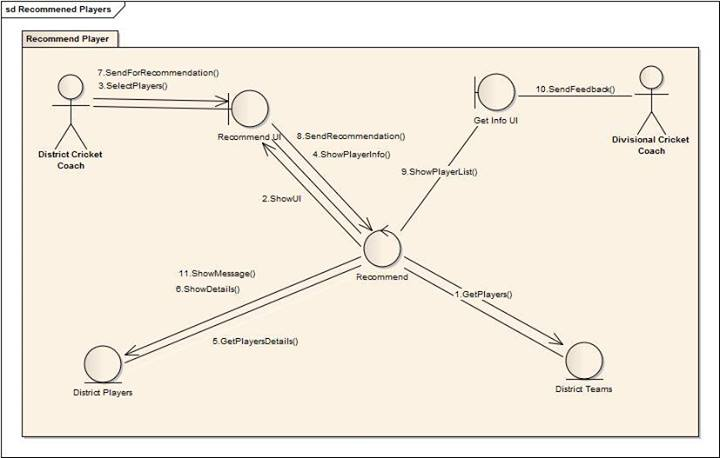 sd Recommened Players
Recommend Player
7.SendForRecommendation()
3.SelectPlayers()
10.SendFeedback()
Recommend UI
Get Info UI
8.SendRecommendation()
4.ShowPlayerInfo()
District Cricket
Coach
Divisional Cricket
Coach
9.ShowPlayerList()
2.ShowUI
Recommend
11.ShowMessage()
6.ShowDetails()
1.GetPlayers()
5.GetPlayersDetails()
District Players
District Teams